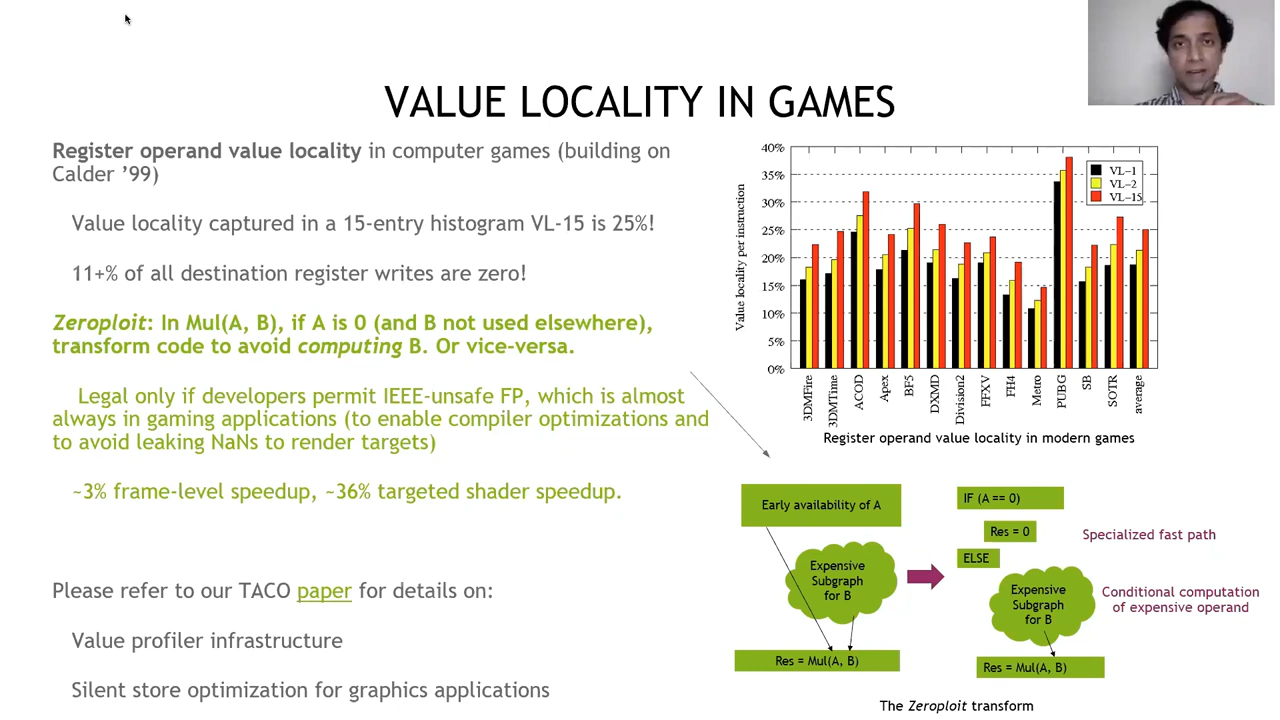 VALUE LOCALITY IN GAMES
Register operand value locality in computer games (building on
Calder ’99)
Value locality captured in a 15-entry histogram VL-15 is 25%!
11+% of all destination register writes are zero!
Zeroploit: In Mul(A, B), if A is 0 (and B not used elsewhere),
transform code to avoid computing B. Or vice-versa.
Legal only if developers permit IEEE-unsafe FP, which is almost
always in gaming applications (to enable compiler optimizations and
to avoid leaking NaNs to render targets)
~3% frame-level speedup, ~36% targeted shader speedup.
Please refer to our TACO paper for details on:
Value profiler infrastructure
Silent store optimization for graphics applications
Value locality per instruction
40%
35%
30%
25%
20%
15%
10%
5%
0%
VL-1
VL-2
VL-15
3DMFire
3DMTime
ACOD
Apex
BF5
DXMD
Division2
FFXV
FH4
Metro
PUBG
SB
SOTR
average
Register operand value locality in modern games
Early availability of A
Expensive
Subgraph
for B
Res = Mul(A, B)
IF (A == 0)
Res = 0
Specialized fast path
ELSE
Expensive
Subgraph
for B
Conditional computation
of expensive operand
Res = Mul(A, B)
The Zeroploit transform